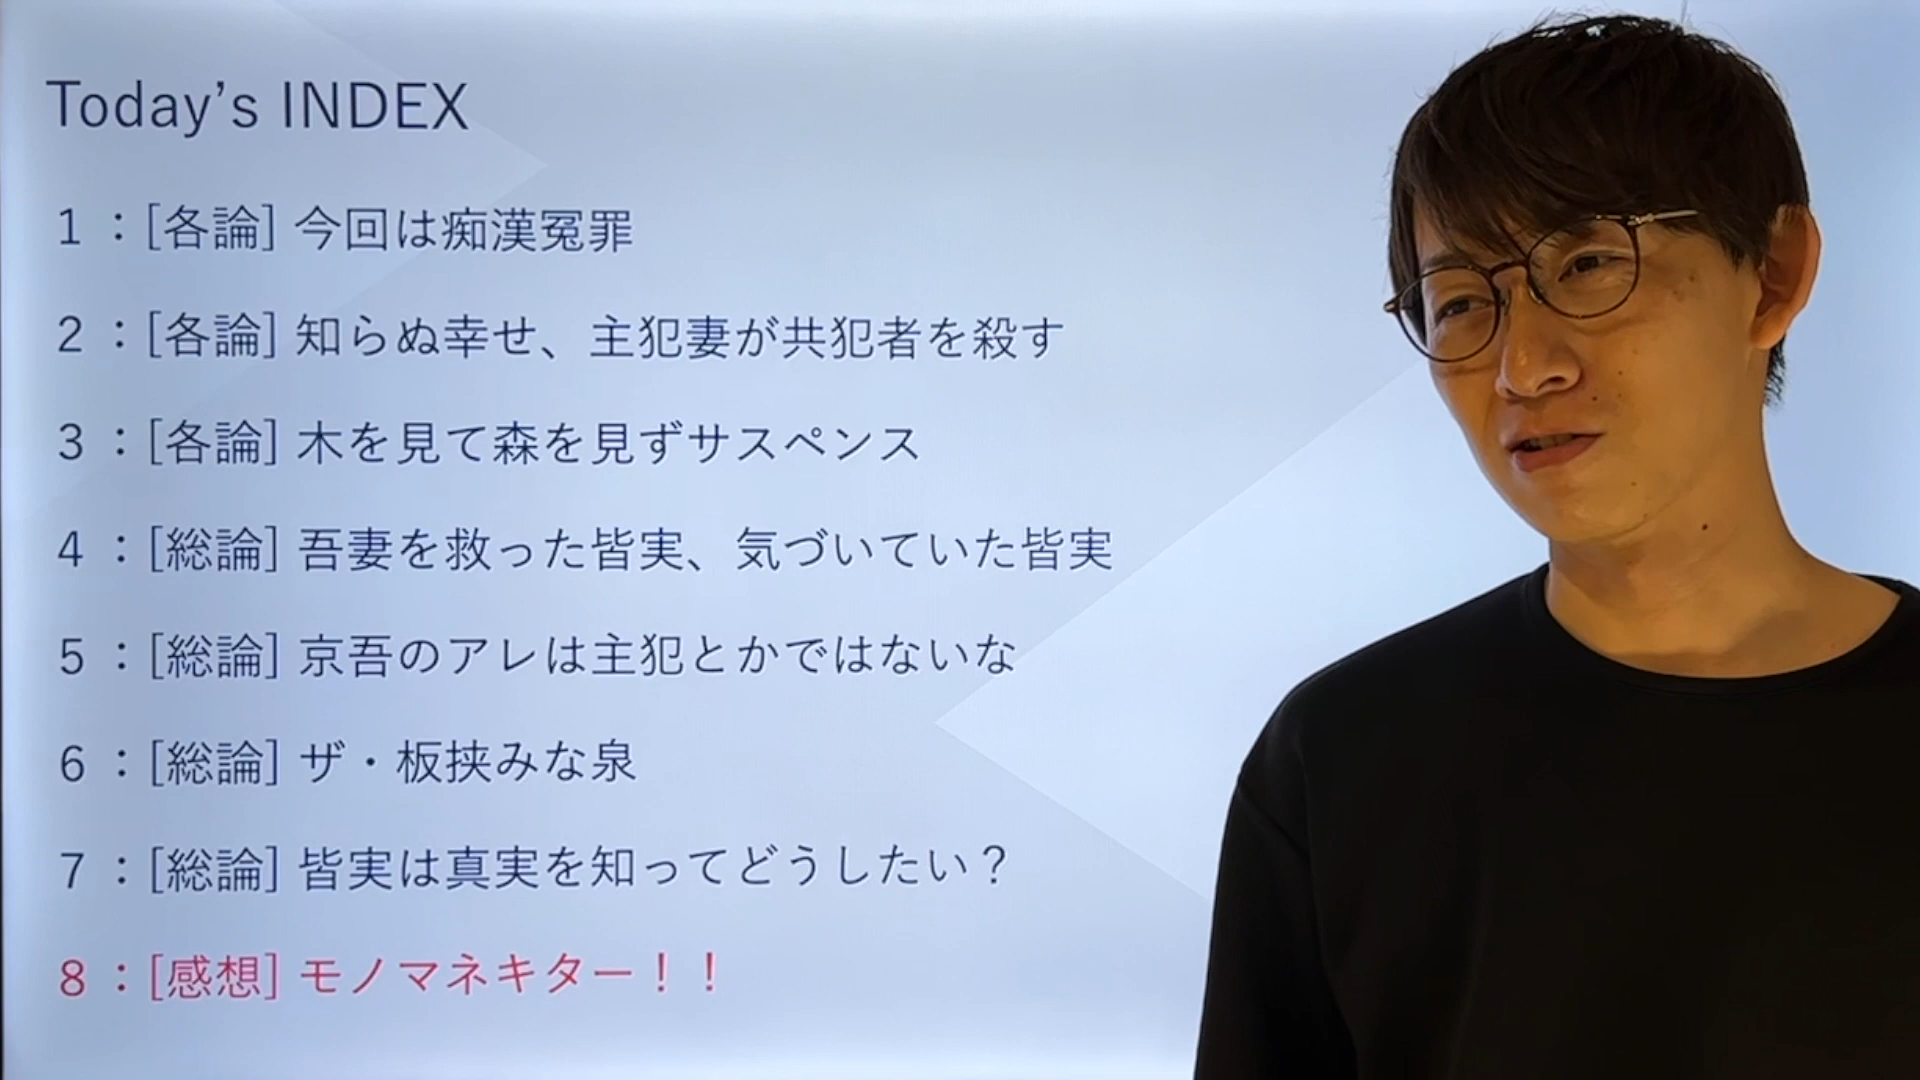 Today’s INDEX
1：[各論] 今回は痴漢冤罪
2：[各論] 知らぬ幸せ、主犯妻が共犯者を殺す
3：[各論] 木を見て森を見ずサスペンス
4：[総論] 吾妻を救った皆実、気づいていた皆実
5：[総論] 京吾のアレは主犯とかではないな
6：[総論] ザ・板挟みな泉
7：[総論] 皆実は真実を知ってどうしたい？
8：[感想] モノマネキター！！